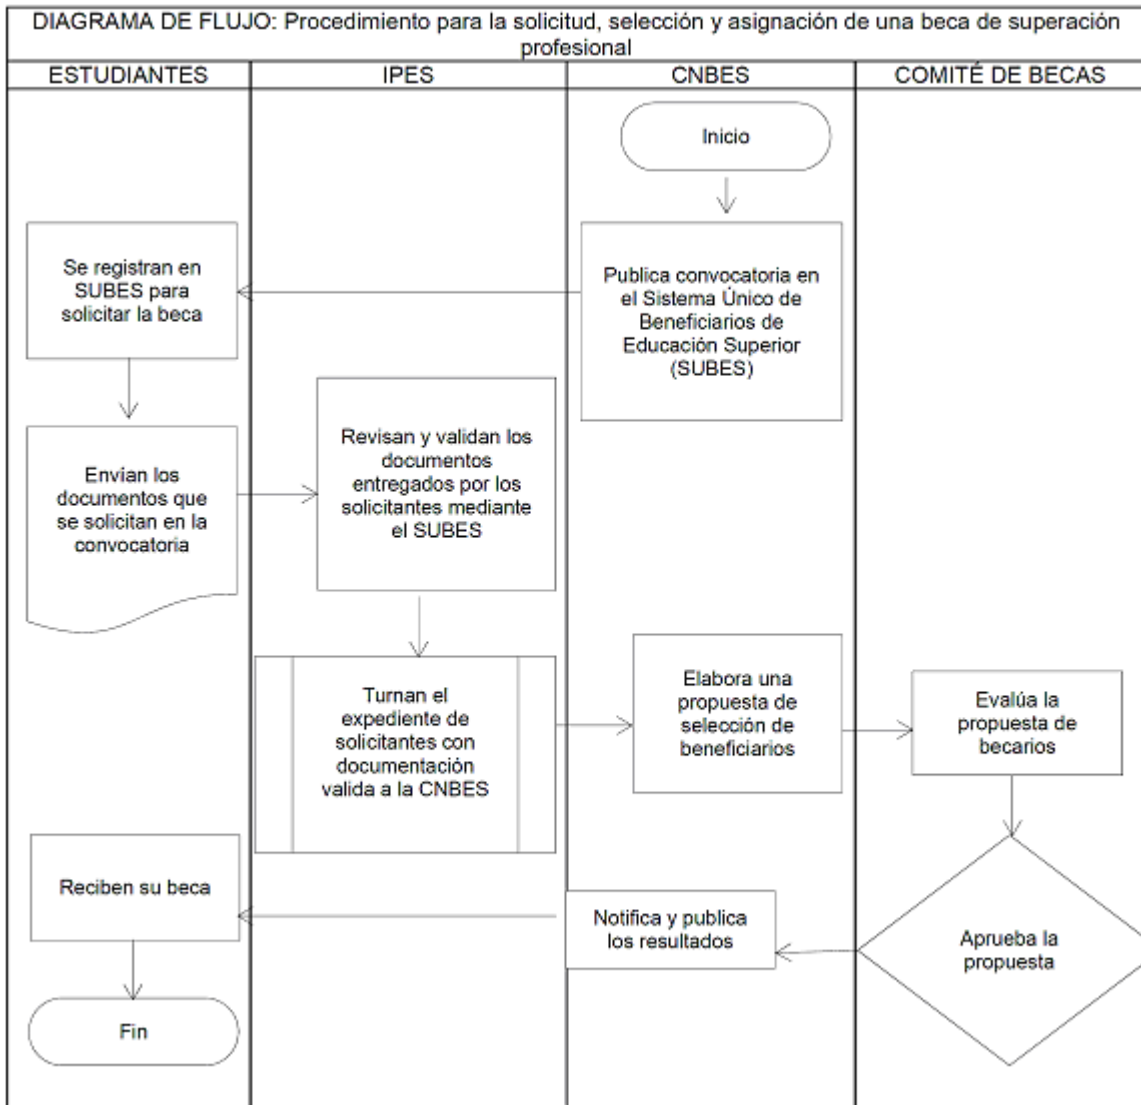 DIAGRAMA DE FLUJO: Procedimiento para la solicitud, selección y asignación de una beca de superación
profesional
ESTUDIANTES
IPES
CNBES
COMITÉ DE BECAS
Inicio
Publica convocatoria en
el Sistema Único de
Beneficiarios de
Educación Superior
(SUBES)
Se registran en
SUBES para
solicitar la beca
Envian los
documentos que
se solicitan en la
convocatoria
Revisan y validan los
documentos
entregados por los
solicitantes mediante
el SUBES
Turnan el
expediente de
solicitantes con
documentación
valida a la CNBES
Elabora una
propuesta de
selección de
beneficiarios
Evalúa la
propuesta de
becarios
Aprueba la
propuesta
Notifica y publica
los resultados
Reciben su beca
Fin